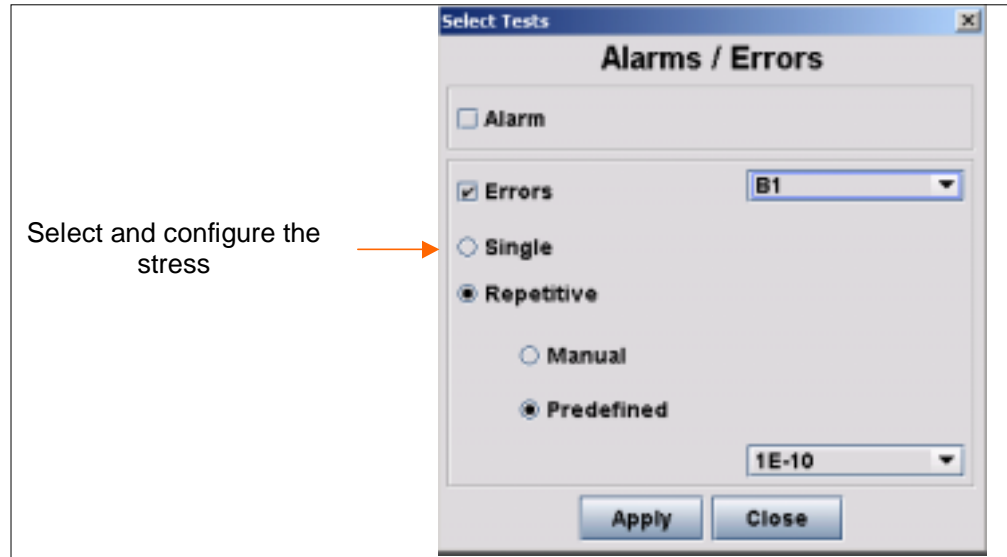 Select Tests
Alarms / Errors
Alarm
Errors
B1
Select and configure the
stress
Single
Repetitive
Manual
Predefined
1E-10
Apply
Close